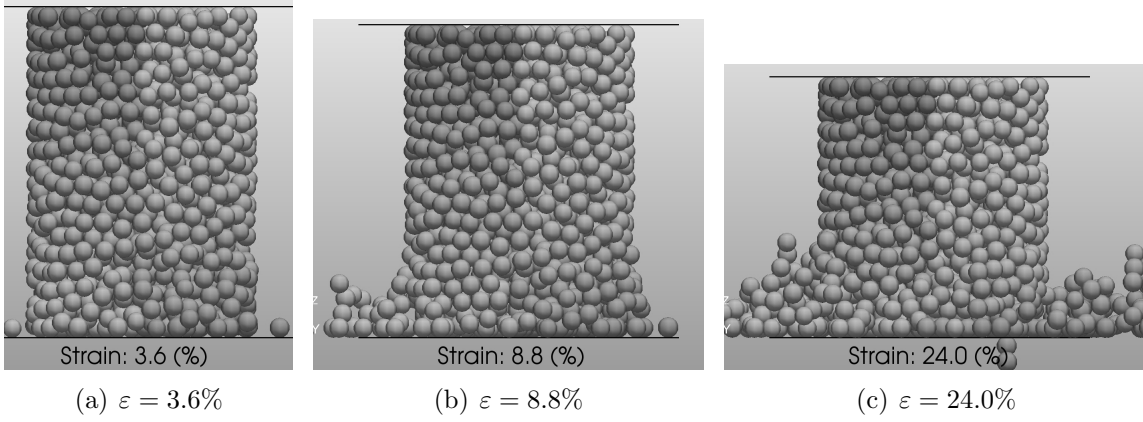 Z
Y
Strain: 3.6 (%)
Z
Y
Strain: 8.8 (%)
Z
Y
Strain: 24.0 (%)
(a) ε = 3.6%
(b) ε = 8.8%
(c) ε = 24.0%